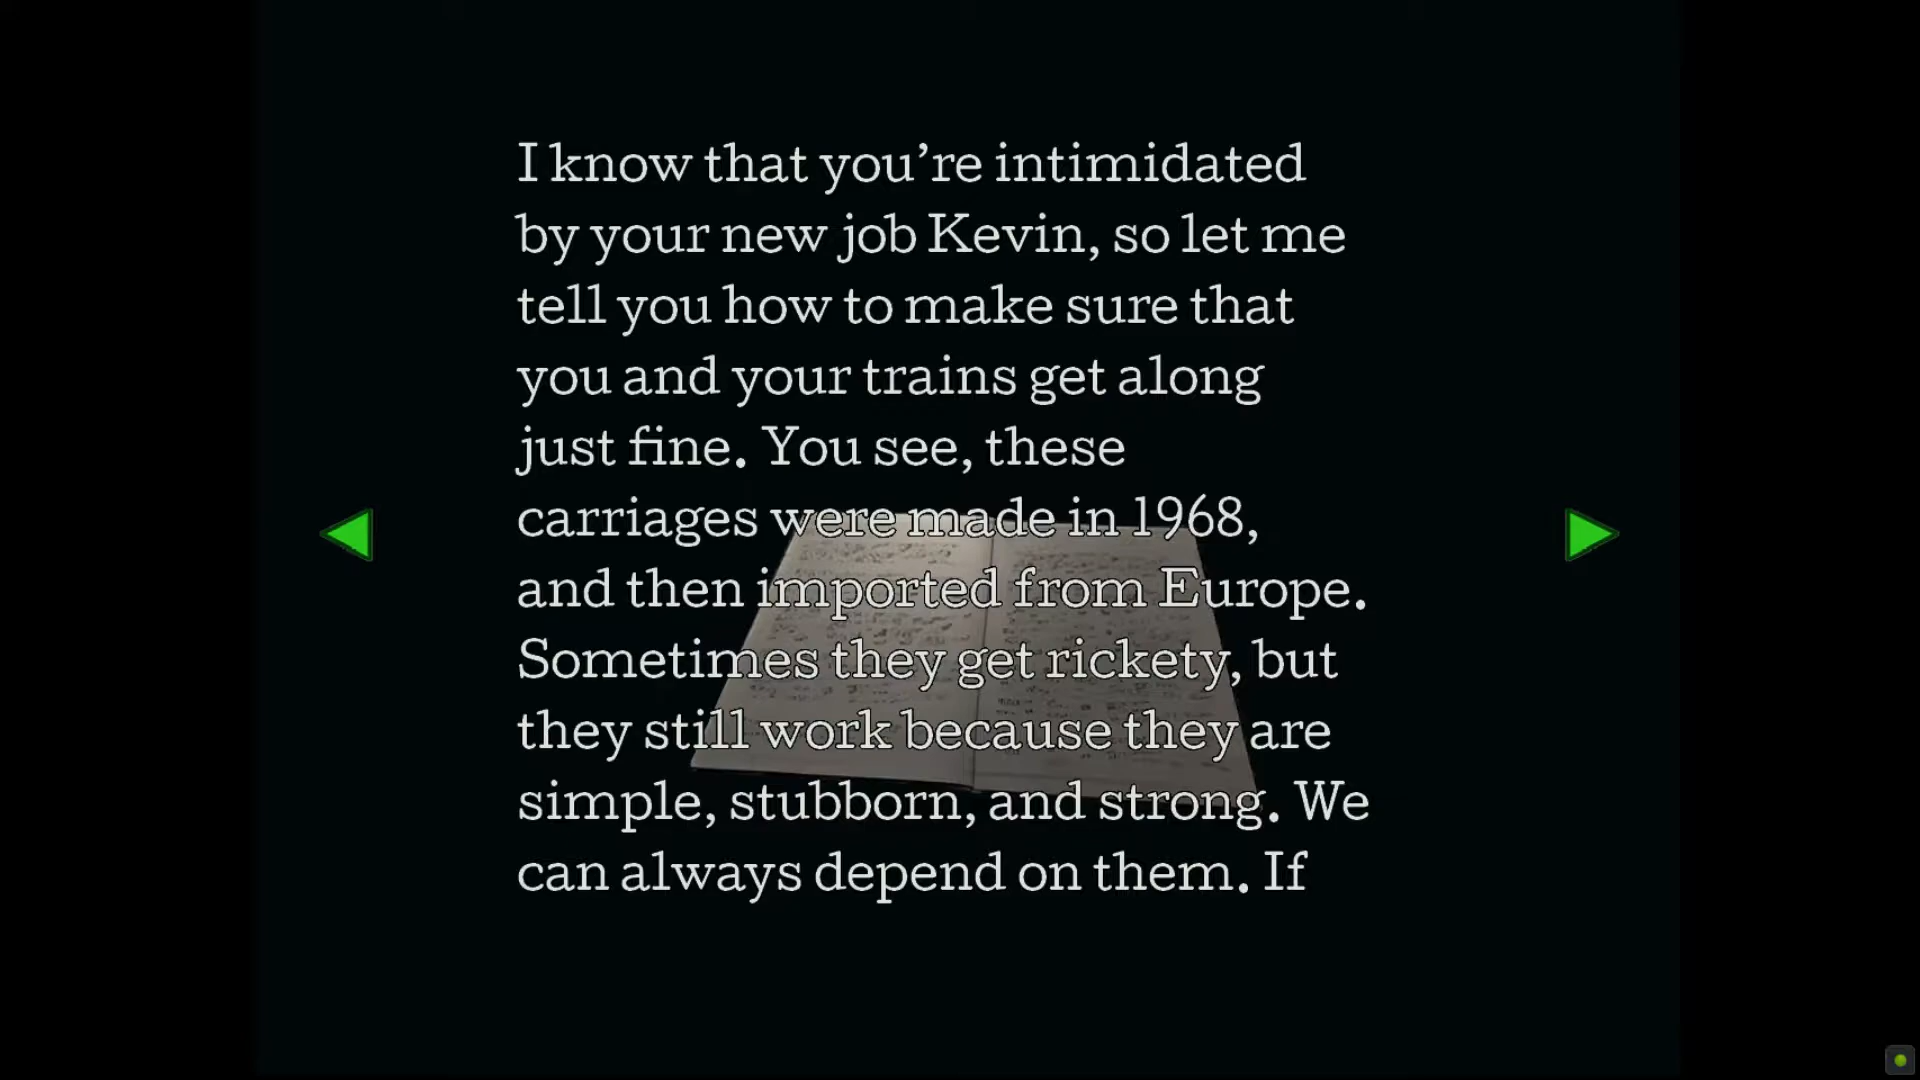 I know that you’re intimidated
by your new job Kevin, so let me
tell you how to make sure that
you and your trains get along
just fine. You see, these
carriages were made in 1968,
and then imported from Europe.
Sometimes they get rickety, but
they still work because they are
simple, stubborn, and strong. We
can always depend on them. If